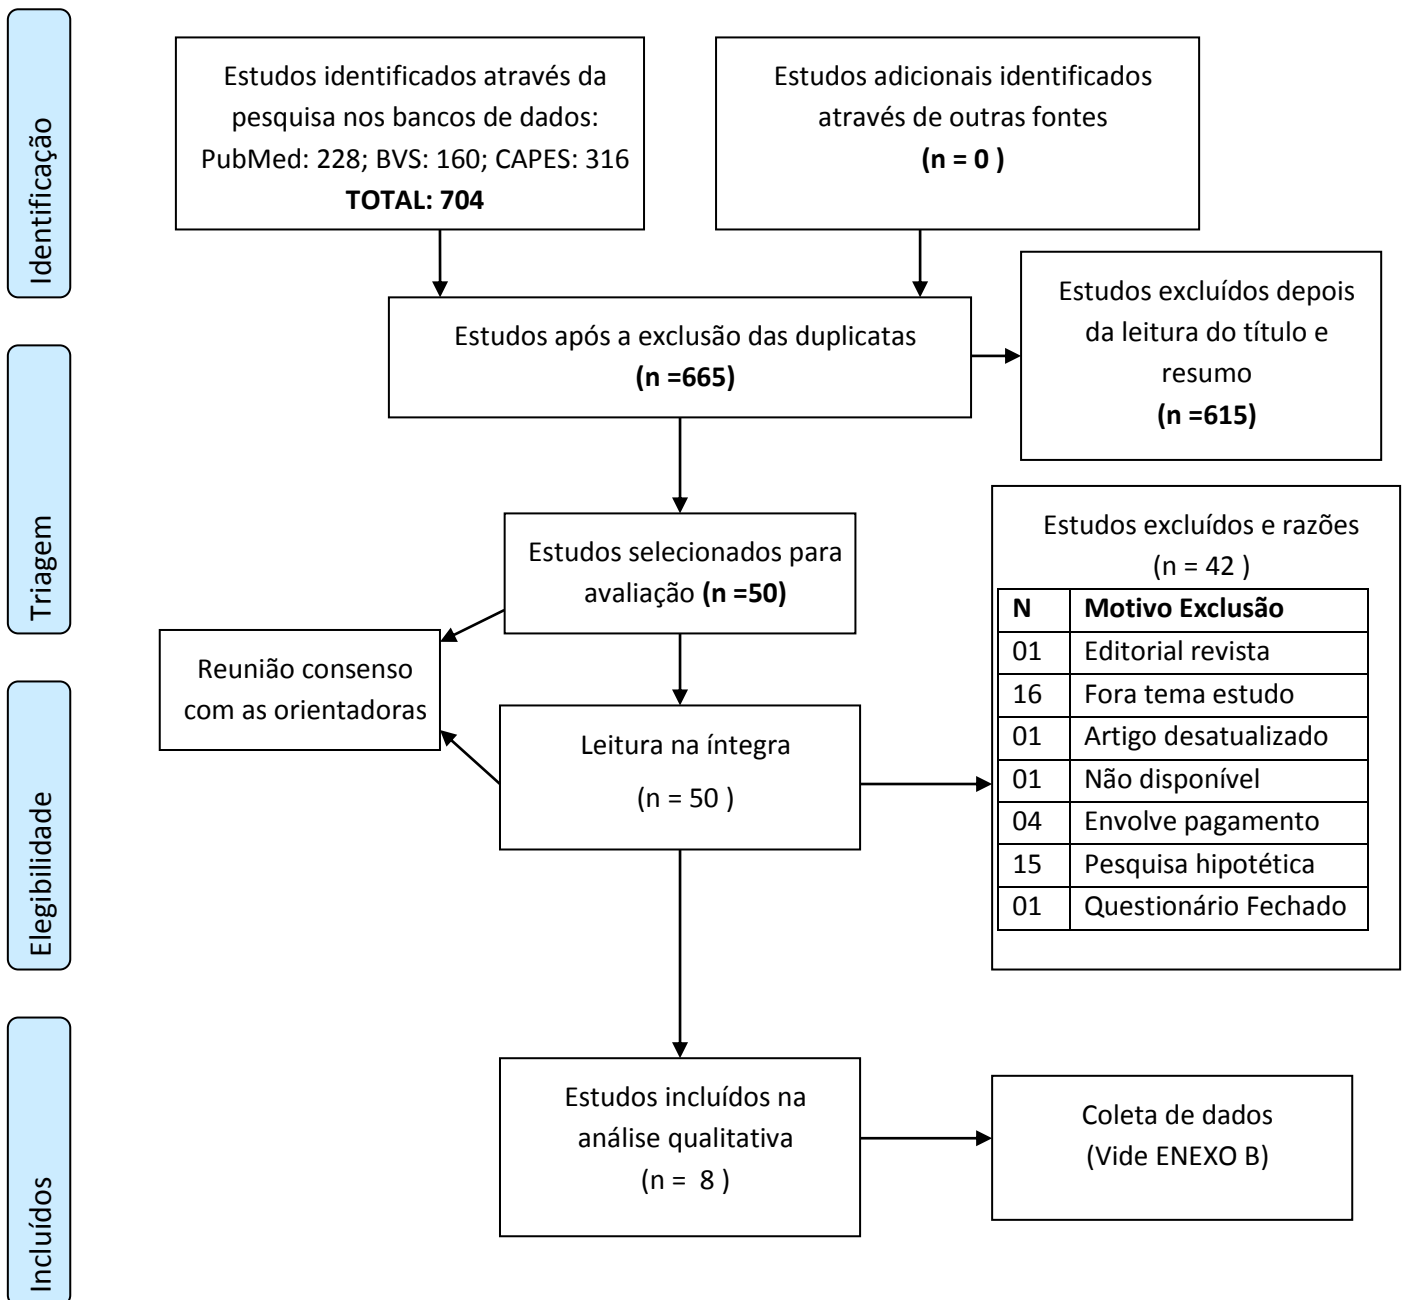 Identificação
Estudos identificados através da
pesquisa nos bancos de dados:
PubMed: 228; BVS: 160; CAPES: 316
TOTAL: 704
Estudos adicionais identificados
através de outras fontes
(n = 0 )
Estudos após a exclusão das duplicatas
(n =665)
Estudos excluídos depois
da leitura do título e
resumo
(n =615)
Triagem
Estudos selecionados para
avaliação (n =50)
Reunião consenso
com as orientadoras
Estudos excluídos e razões
(n = 42 )
N Motivo Exclusão
01 Editorial revista
16 Fora tema estudo
01 Artigo desatualizado
01 Não disponível
04 Envolve pagamento
15 Pesquisa hipotética
01 Questionário Fechado
Elegibilidade
Leitura na íntegra
(n = 50 )
Incluídos
Estudos incluídos na
análise qualitativa
(n =  8 )
Coleta de dados
(Vide ENEXO B)